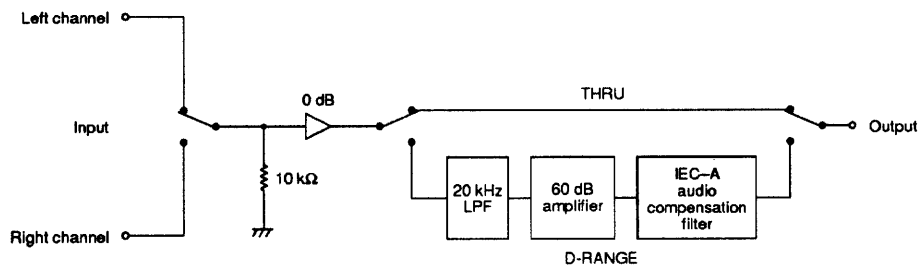 Left channel
0 dB
THRU
Input
Output
10 kΩ
20 kHz
LPF
60 dB
amplifier
IEC–A
audio
compensation
filter
Right channel
D-RANGE